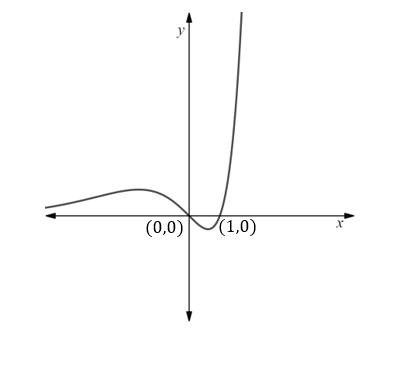 y
(0,0)
(1,0)
x